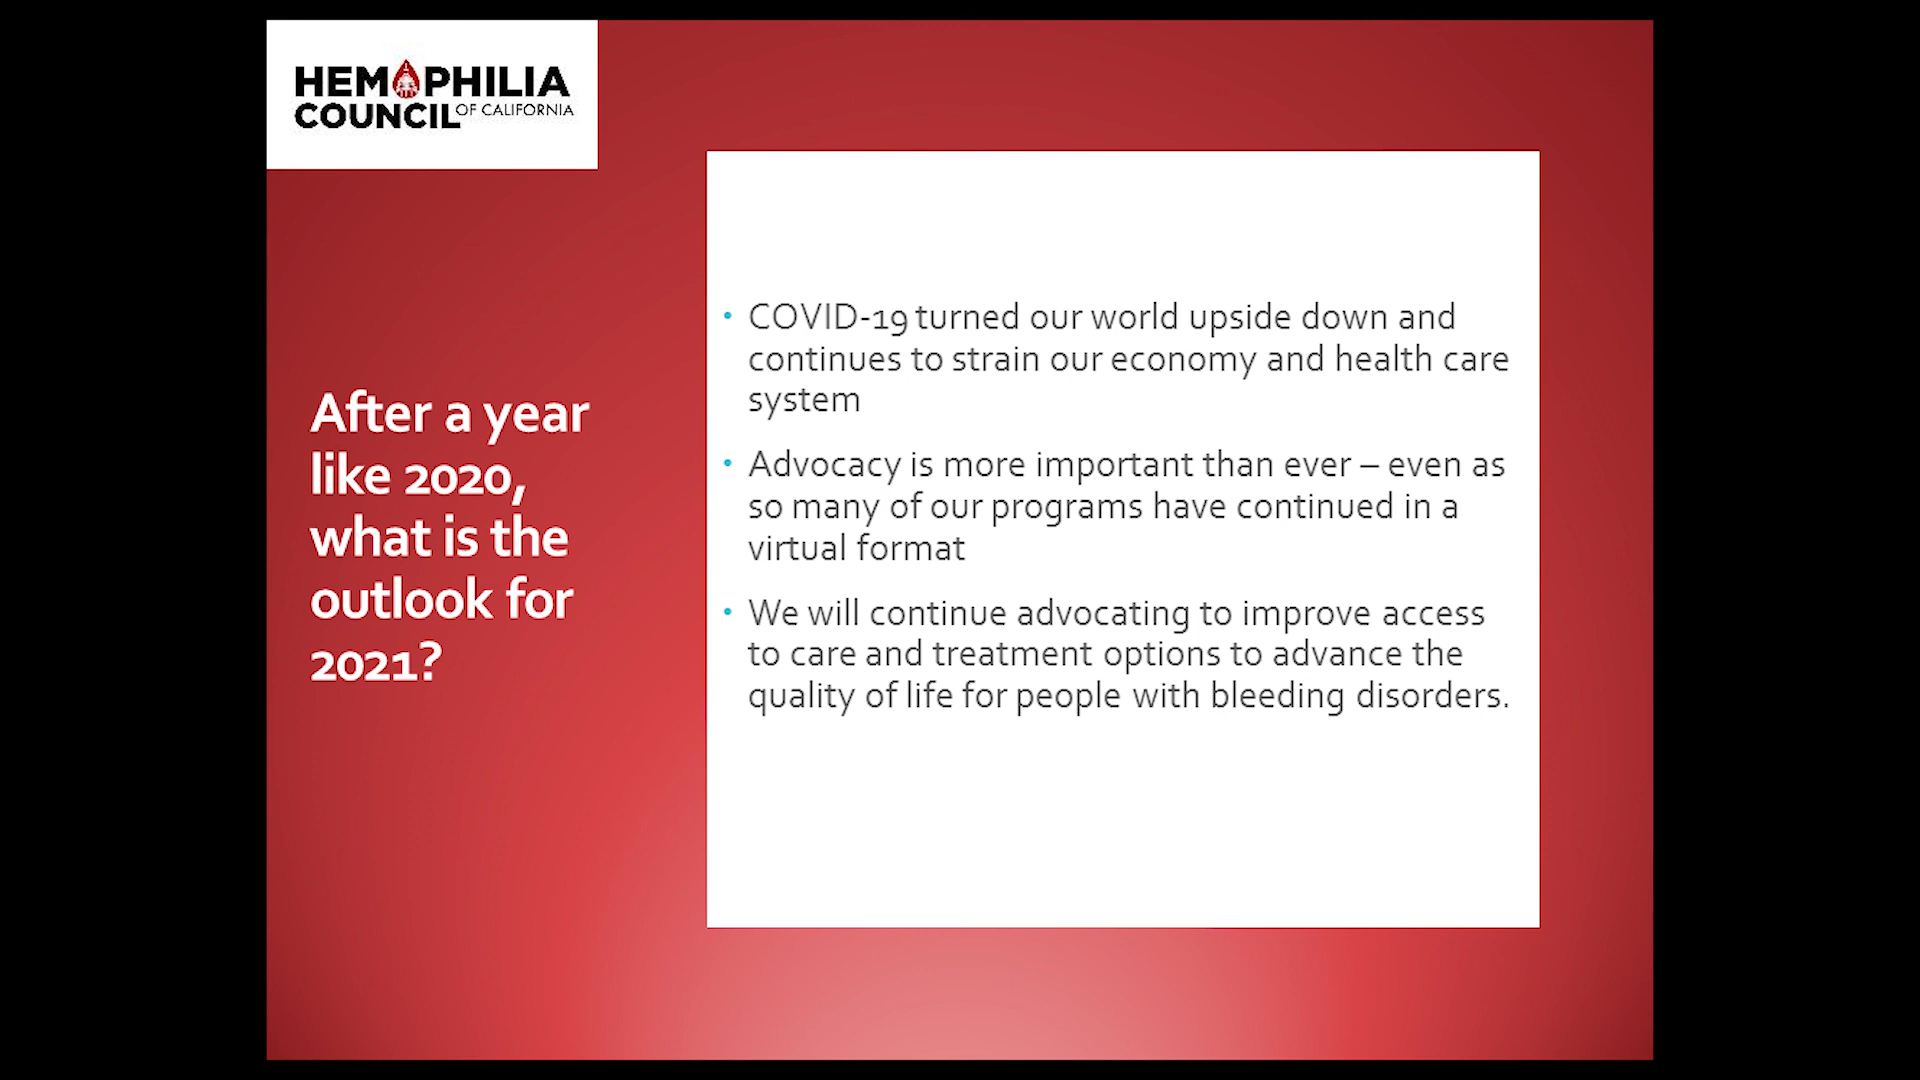 HEMOPHILIA
COUNCIL OF CALIFORNIA
After a year
like 2020,
what is the
outlook for
2021?
• COVID-19 turned our world upside down and
continues to strain our economy and health care
system
• Advocacy is more important than ever – even as
so many of our programs have continued in a
virtual format
• We will continue advocating to improve access
to care and treatment options to advance the
quality of life for people with bleeding disorders.